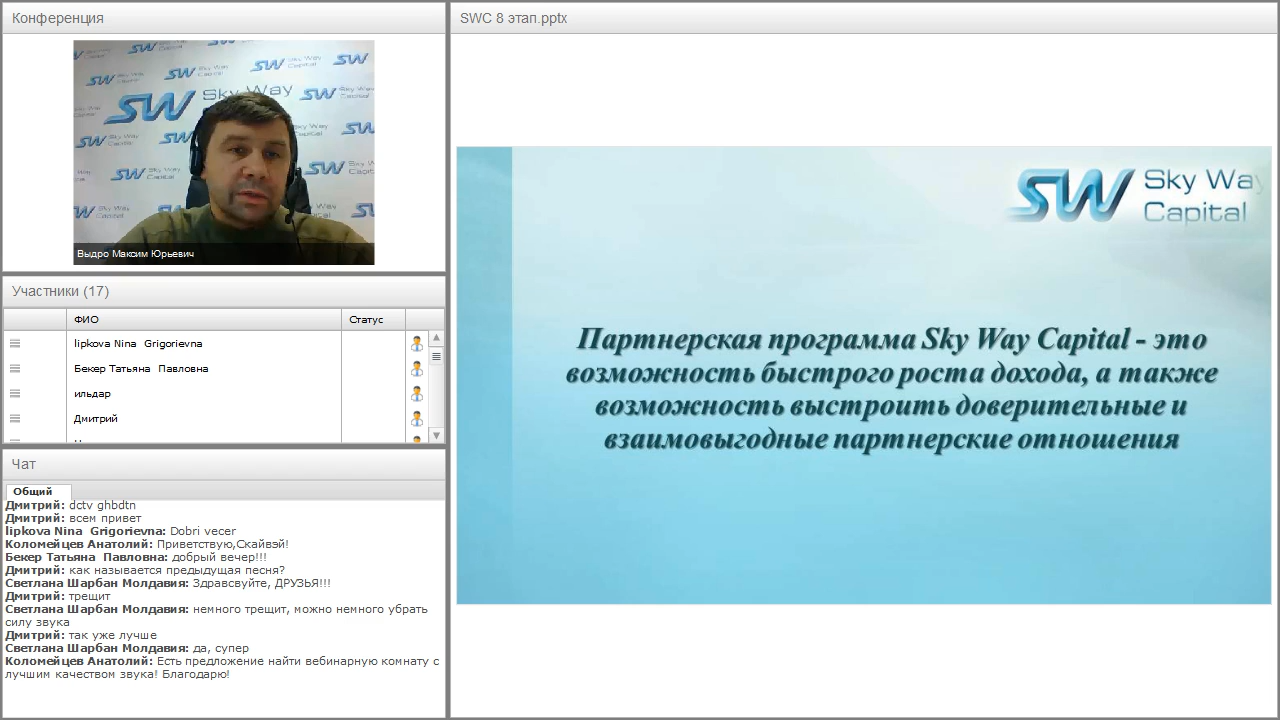 Конференция
SW Sky Way
Capital
Выдро Максим Юрьевич
Участники (17)
ФИО Статус
lipkova Nina Grigorievna
Бекер Татьяна Павловна
ильдар
Дмитрий
Чат
Общий
Дмитрий: dctv ghbdtn
Дмитрий: всем привет
lipkova Nina Grigorievna: Dobri vecer
Коломейцев Анатолий: Приветствую,Скайвэй!
Бекер Татьяна Павловна: добрый вечер!!!
Дмитрий: как называется предыдущая песня?
Светлана Шарбан Молдавия: Здравсвуйте, ДРУЗЬЯ!!!
Дмитрий: трещит
Светлана Шарбан Молдавия: немного трещит, можно немного убрать
силу звука
Дмитрий: так уже лучше
Светлана Шарбан Молдавия: да, супер
Коломейцев Анатолий: Есть предложение найти вебинарную комнату с
лучшим качеством звука! Благодарю!
SWC 8 этап.pptx
SW Sky Way
Capital
Партнерская программа Sky Way Capital - это
возможность быстрого роста дохода, а также
возможность выстроить доверительные и
взаимовыгодные партнерские отношения